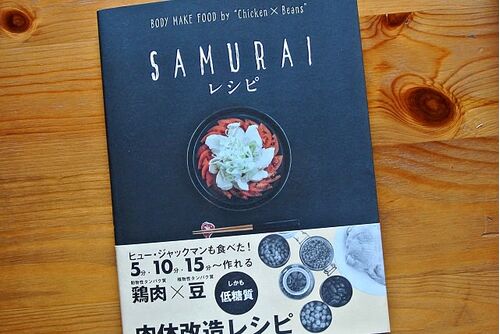 BODY MAKE FOOD by "Chicken×Beans"
SAMURAI
レシピ
ヒュー・ジャックマンも食べた!
5分・10分・15分〜作れる
動物性タンパク質 植物性タンパク質
鶏肉×豆
しかも
低糖質
肉体改造レシピ